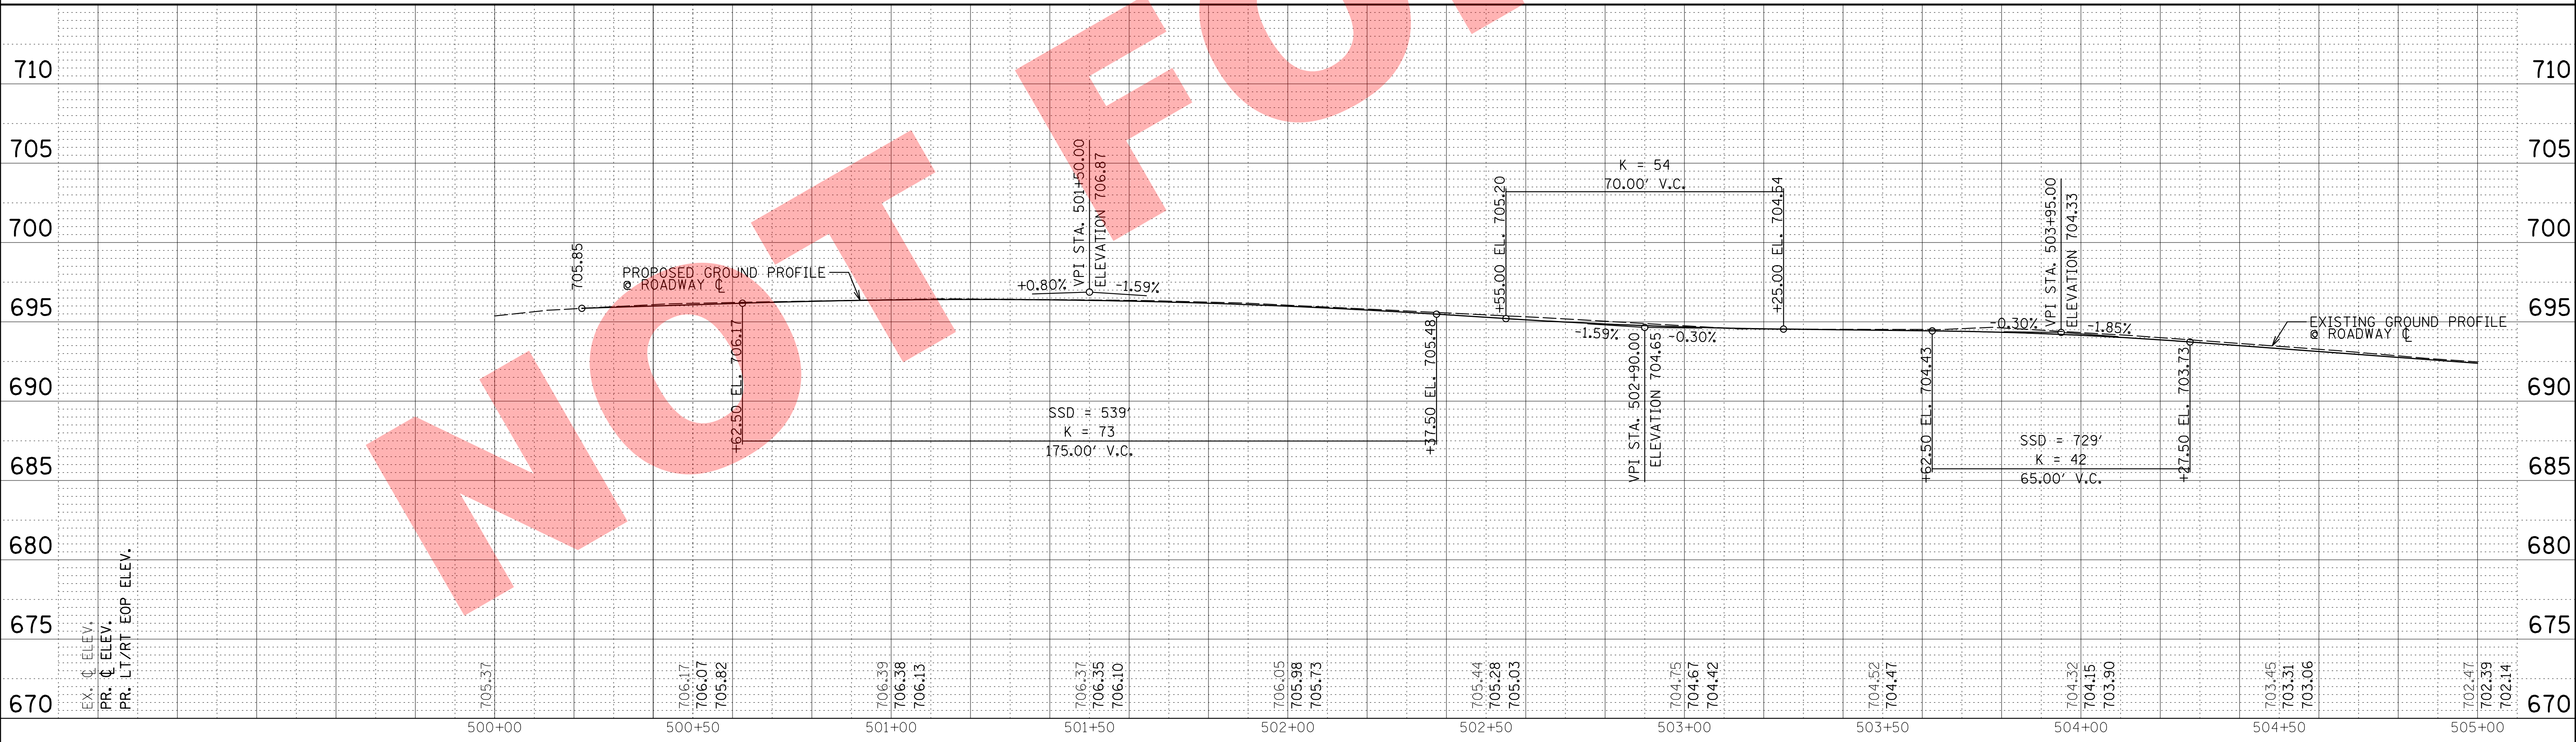 NOT FO
710
705
700
695
690
685
680
675
670
710
705
700
695
690
685
680
675
670
705.85
PROPOSED GROUND PROFILE
@ ROADWAY ℄
+62.50 EL. 706.17
+0.80%
VPI STA. 501+50.00
ELEVATION 706.87
-1.59%
SSD = 539'
K = 73
175.00' V.C.
+37.50 EL. 705.48
+55.00 EL. 705.20
K = 54
70.00' V.C.
+25.00 EL. 704.54
-1.59%
VPI STA. 502+90.00
ELEVATION 704.65
-0.30%
+62.50 EL. 704.43
-0.30%
VPI STA. 503+95.00
ELEVATION 704.33
-1.85%
SSD = 729'
K = 42
65.00' V.C.
+27.50 EL. 703.73
EXISTING GROUND PROFILE
@ ROADWAY ℄
EX. ℄ ELEV.
PR. ℄ ELEV.
PR. LT/RT EOP ELEV.
705.37
706.17
706.07
705.82
706.39
706.38
706.13
706.37
706.35
706.10
706.05
705.98
705.73
705.44
705.28
705.03
704.75
704.67
704.42
704.52
704.47
704.32
704.15
703.90
703.45
703.31
703.06
702.47
702.39
702.14
500+00
500+50
501+00
501+50
502+00
502+50
503+00
503+50
504+00
504+50
505+00